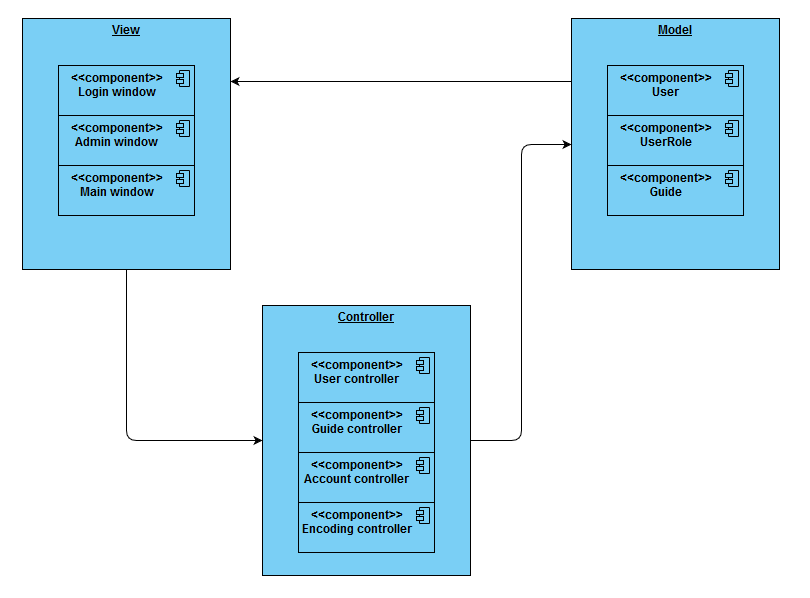 View
<<component>>
Login window
<<component>>
Admin window
<<component>>
Main window
Model
<<component>>
User
<<component>>
UserRole
<<component>>
Guide
Controller
<<component>>
User controller
<<component>>
Guide controller
<<component>>
Account controller
<<component>>
Encoding controller